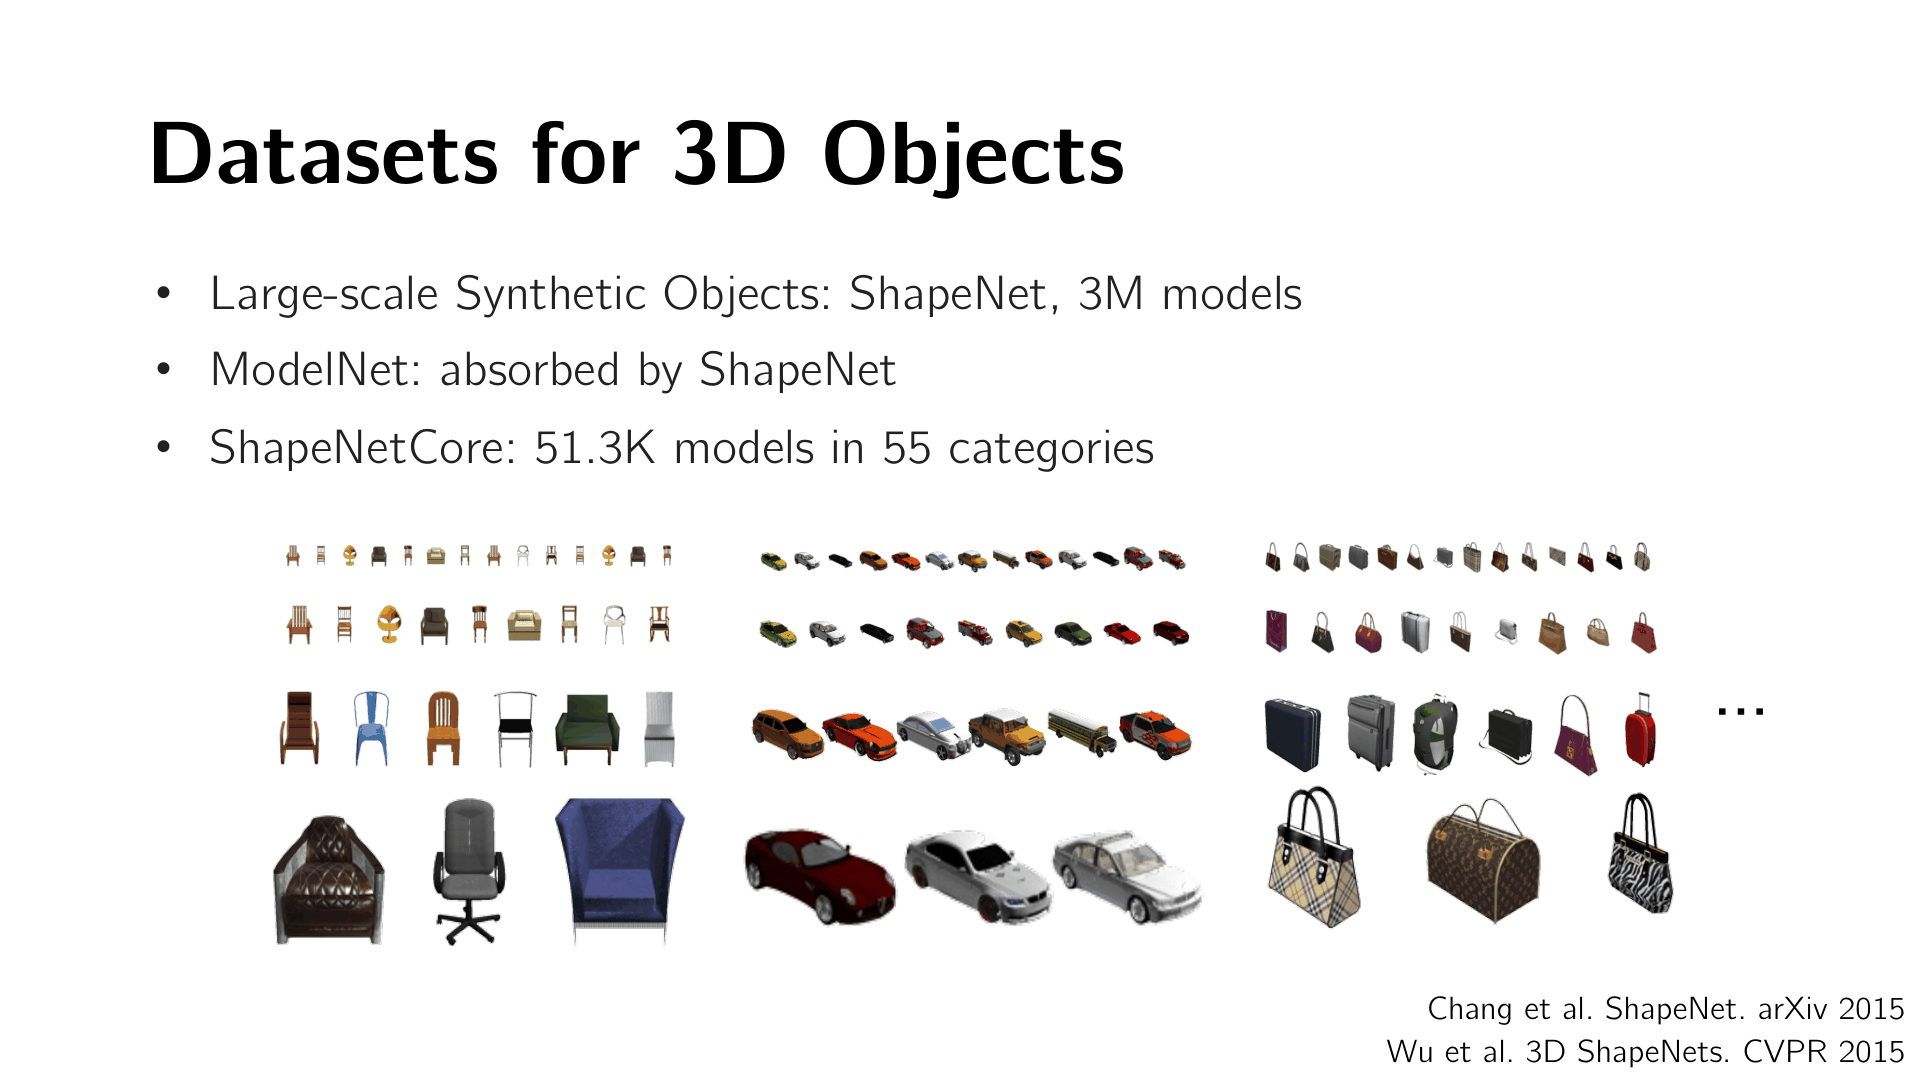 Datasets for 3D Objects
• Large-scale Synthetic Objects: ShapeNet, 3M models
• ModelNet: absorbed by ShapeNet
• ShapeNetCore: 51.3K models in 55 categories
...
Chang et al. ShapeNet. arXiv 2015
Wu et al. 3D ShapeNets. CVPR 2015